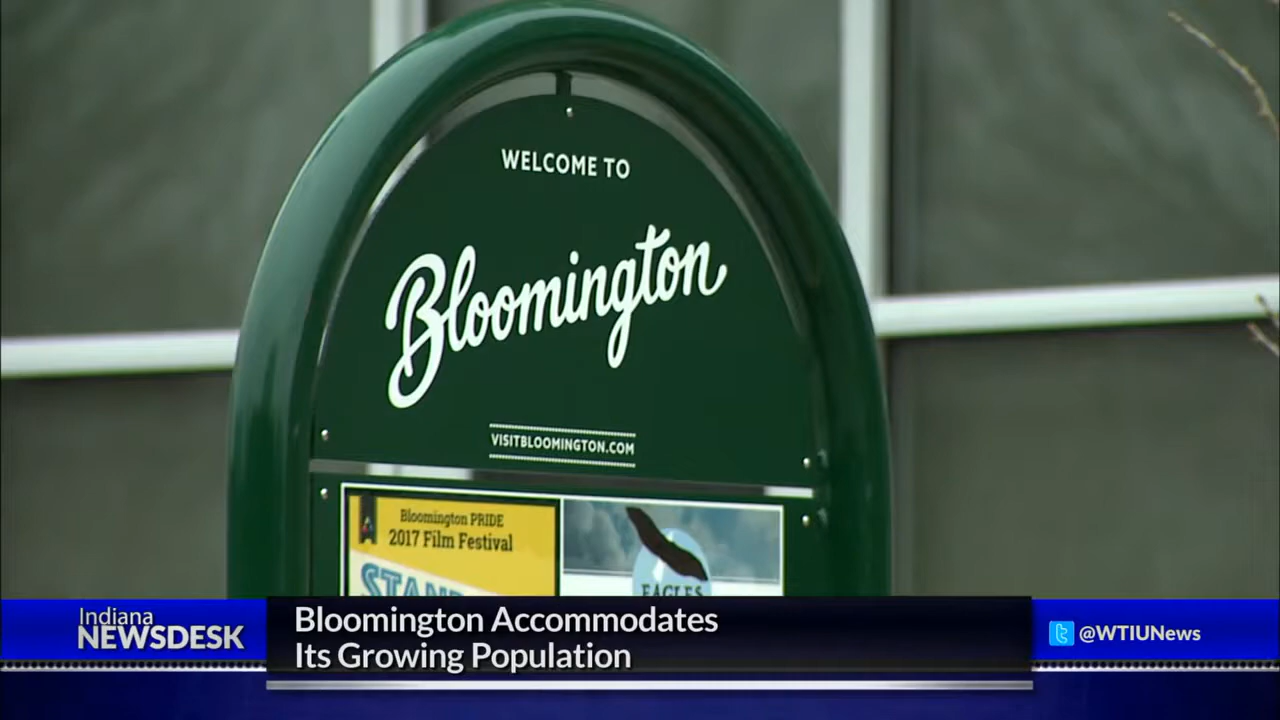 WELCOME TO
Bloomington
VISITBLOOMINGTON.COM
Bloomington PRIDE
2017 Film Festival
EAGLES
Indiana
NEWSDESK
Bloomington Accommodates
Its Growing Population
@WTIUNews